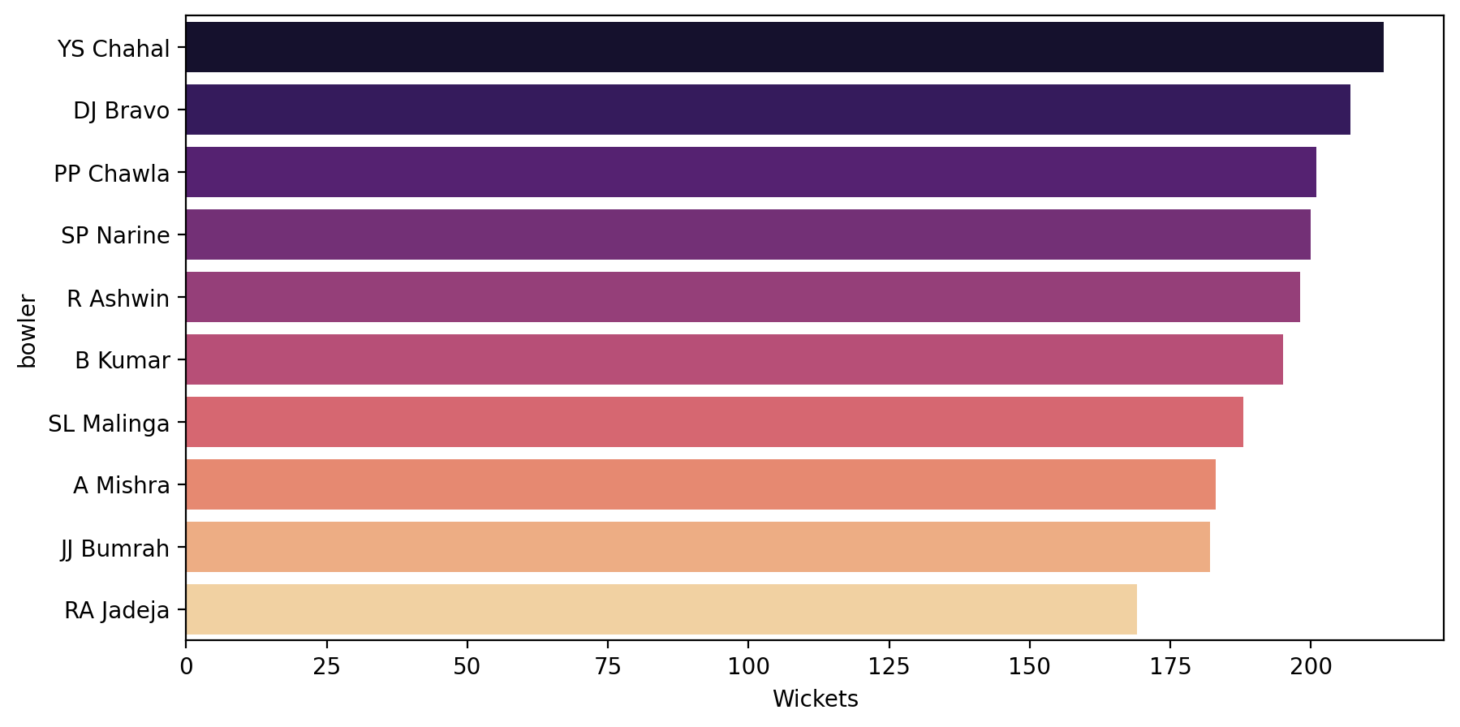 YS Chahal
DJ Bravo
PP Chawla
SP Narine
R Ashwin
B Kumar
SL Malinga
A Mishra
JJ Bumrah
RA Jadeja
bowler
0 25 50 75 100 125 150 175 200
Wickets